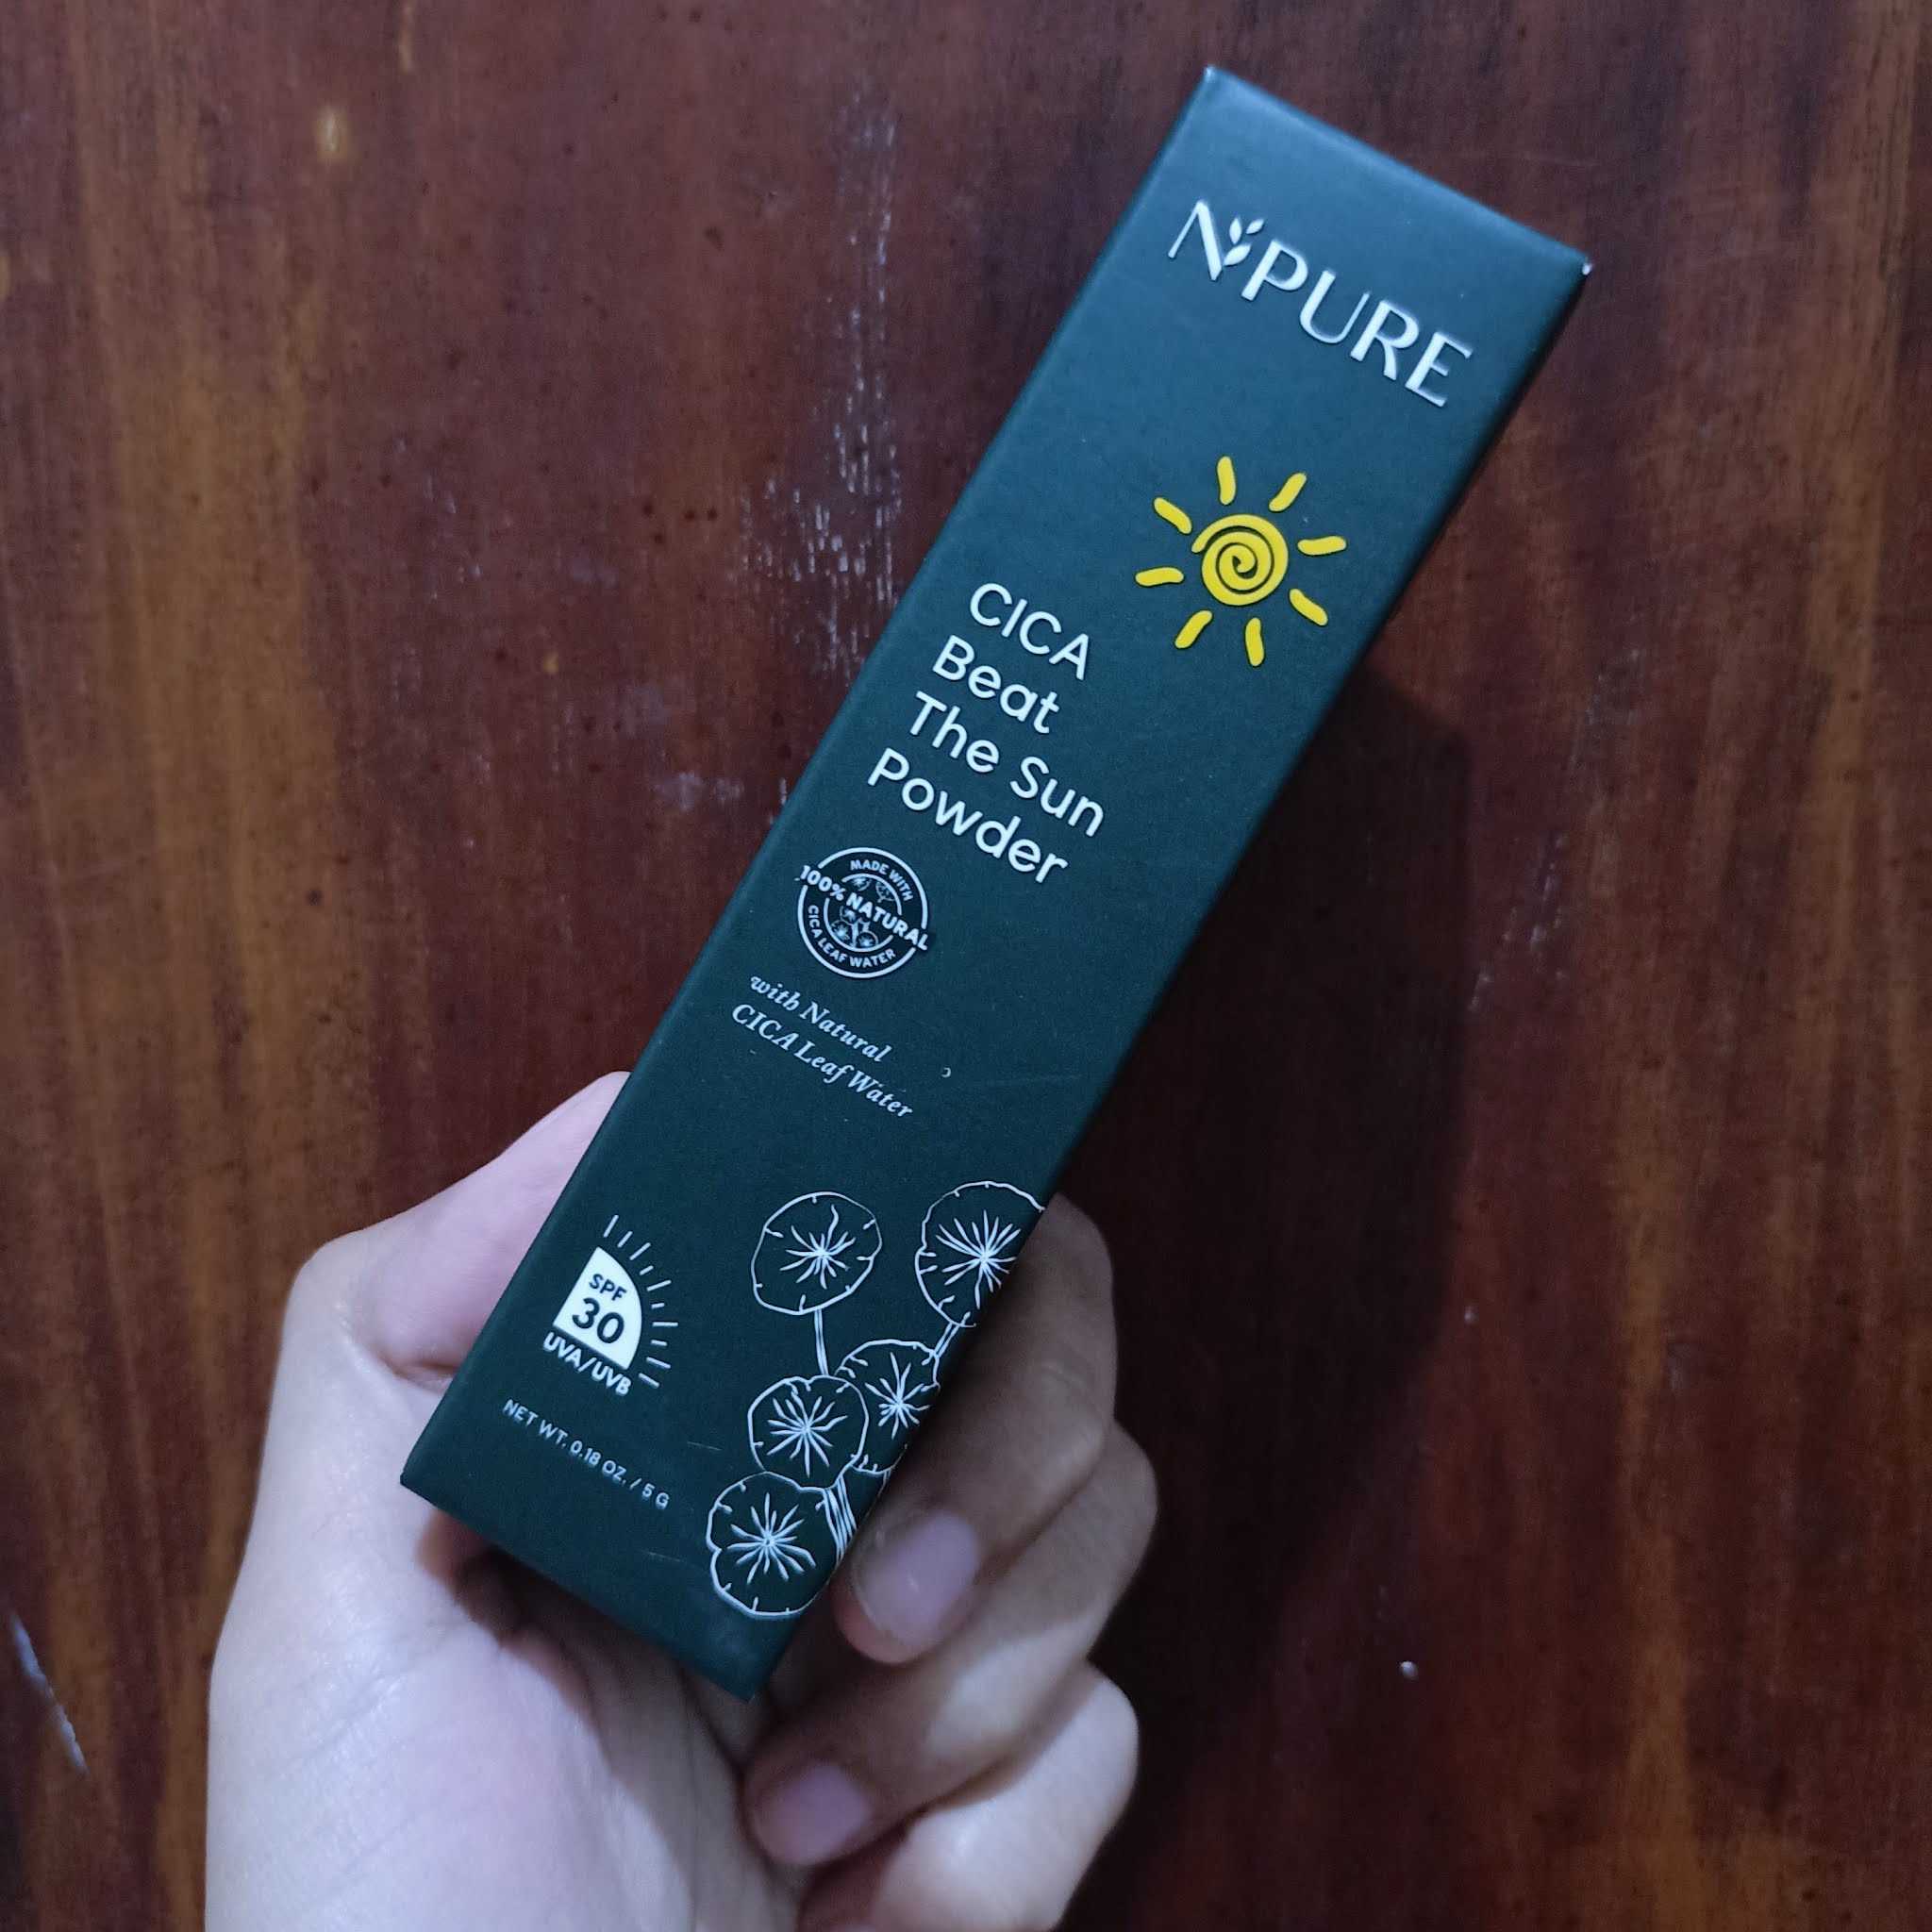 N'PURE
CICA
Beat
The Sun
Powder
MADE WITH
100% NATURAL
CICA LEAF WATER
with Natural
CICA Leaf Water
SPF
30
UVA/UVB
NET WT. 0.18 OZ. / 5 G